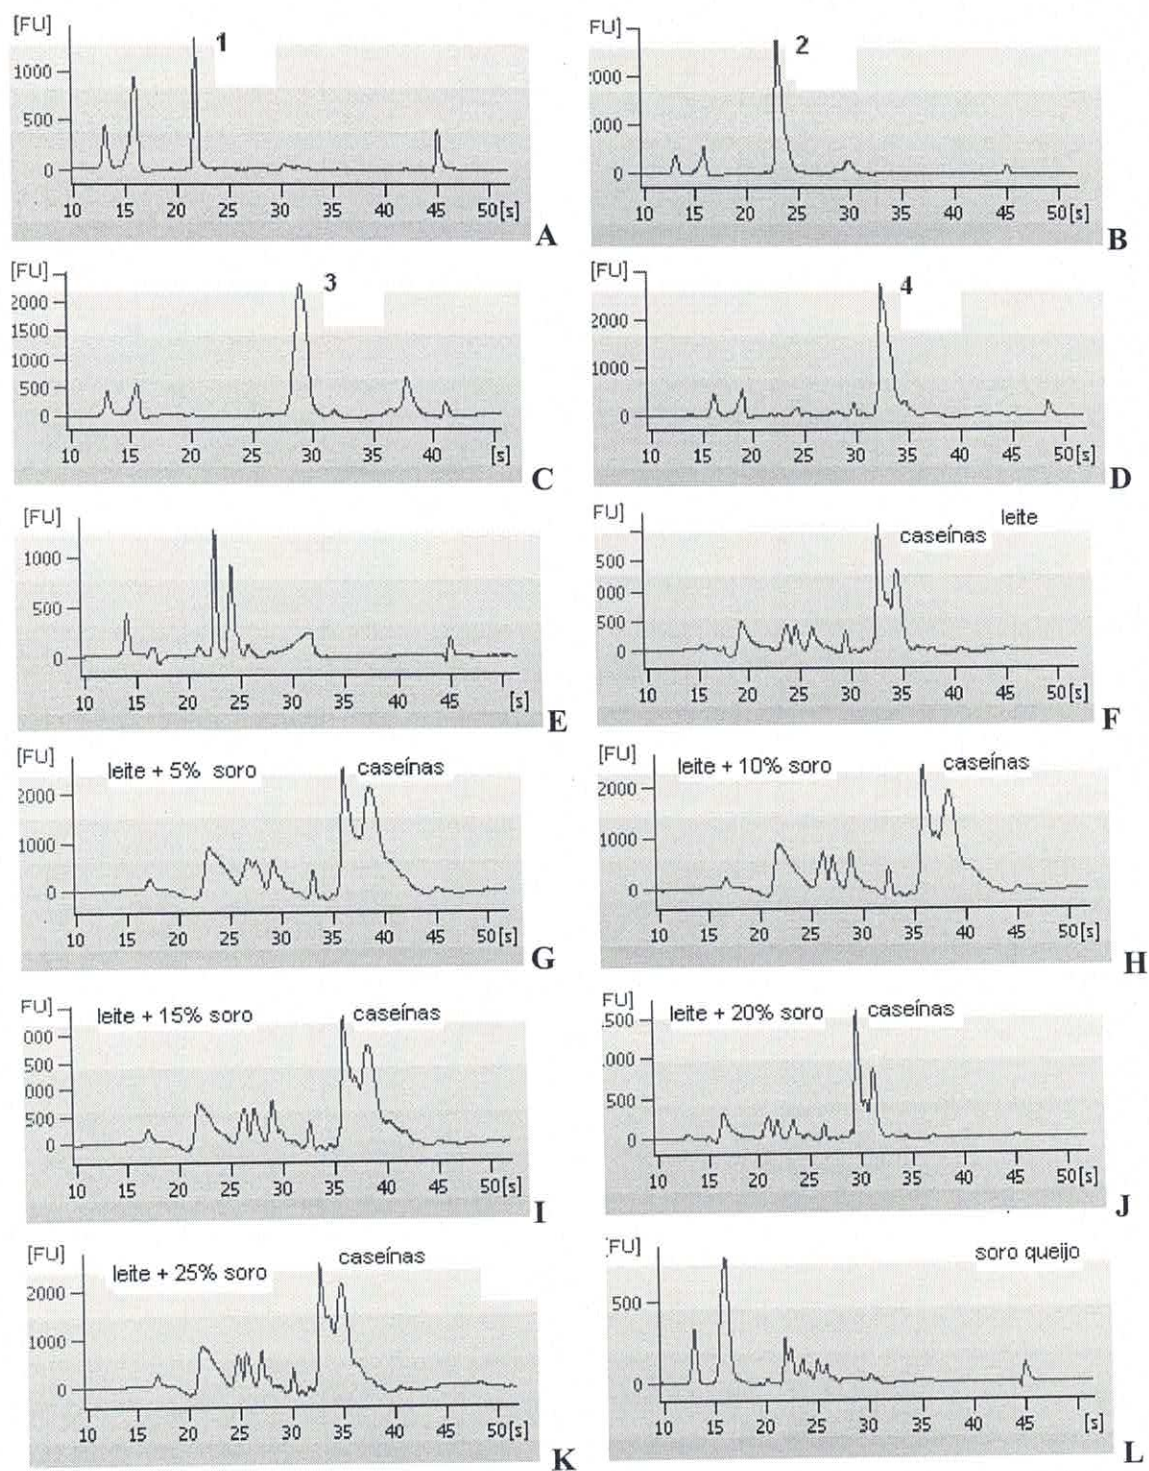 [FU]
1
1000
500
0
10 15 20 25 30 35 40 45 50[s]
A
FU]
2
2000
.000
0
10 15 20 25 30 35 40 45 50[s]
B
[FU]
3
2000
1500
1000
500
0
10 15 20 25 30 35 40 [s]
C
[FU]
4
2000
1000
0
10 15 20 25 30 35 40 45 50[s]
D
[FU]
1000
500
0
10 15 20 25 30 35 40 45 [s]
E
FU]
leite
caseínas
500
000
500
0
10 15 20 25 30 35 40 45 50[s]
F
[FU]
leite + 5% soro
caseínas
2000
1000
0
10 15 20 25 30 35 40 45 50[s]
G
[FU]
leite + 10% soro
caseínas
2000
1000
0
10 15 20 25 30 35 40 45 50[s]
H
FU]
leite + 15% soro
caseínas
000
500
000
500
0
10 15 20 25 30 35 40 45 50[s]
I
FU]
leite + 20% soro
caseínas
.500
.000
500
0
10 15 20 25 30 35 40 45 50[s]
J
[FU]
leite + 25% soro
caseínas
2000
1000
0
10 15 20 25 30 35 40 45 50[s]
K
[FU]
soro queijo
500
0
10 15 20 25 30 35 40 45 [s]
L